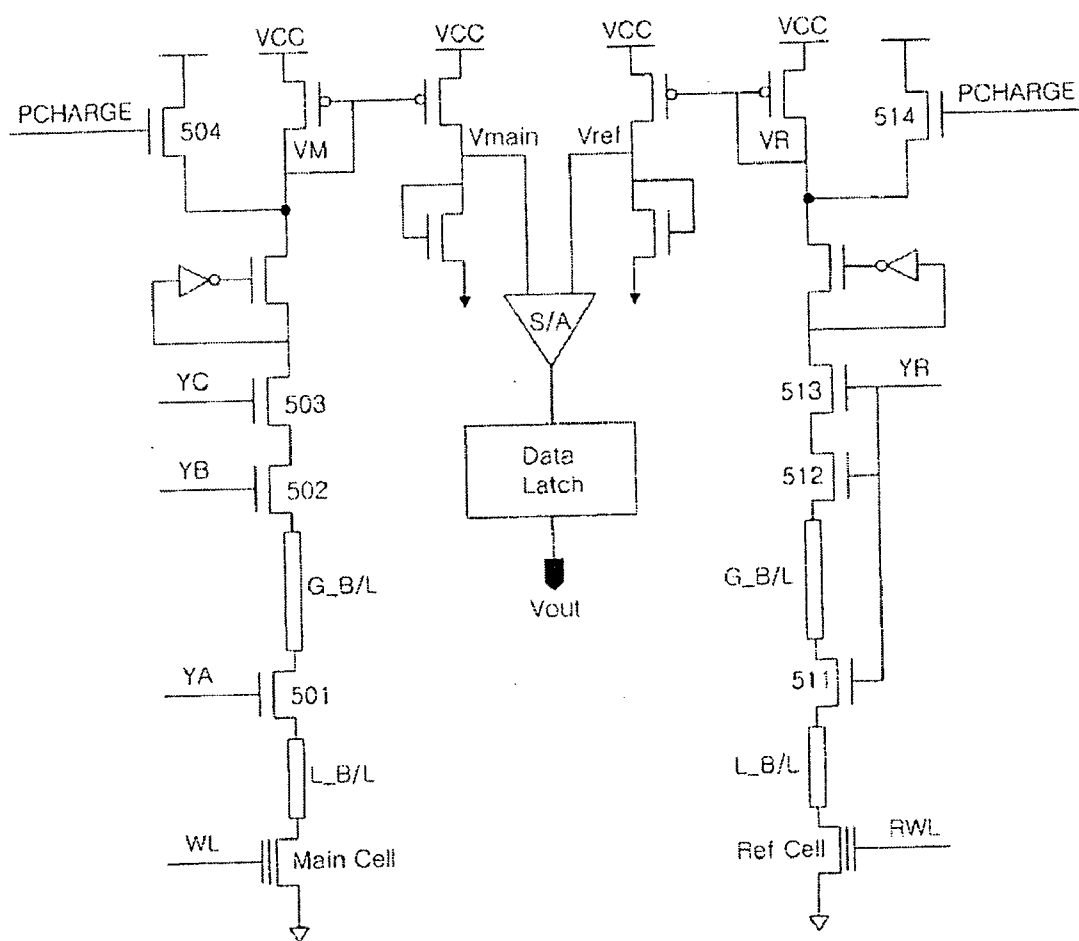 VCC
VCC
VCC
VCC
PCHARGE
504
VM
Vmain
Vref
VR
514
PCHARGE
S/A
YC
503
513
YR
YB
502
Data
Latch
512
G_B/L
Vout
G_B/L
YA
501
511
L_B/L
L_B/L
WL
Main Cell
Ref Cell
RWL